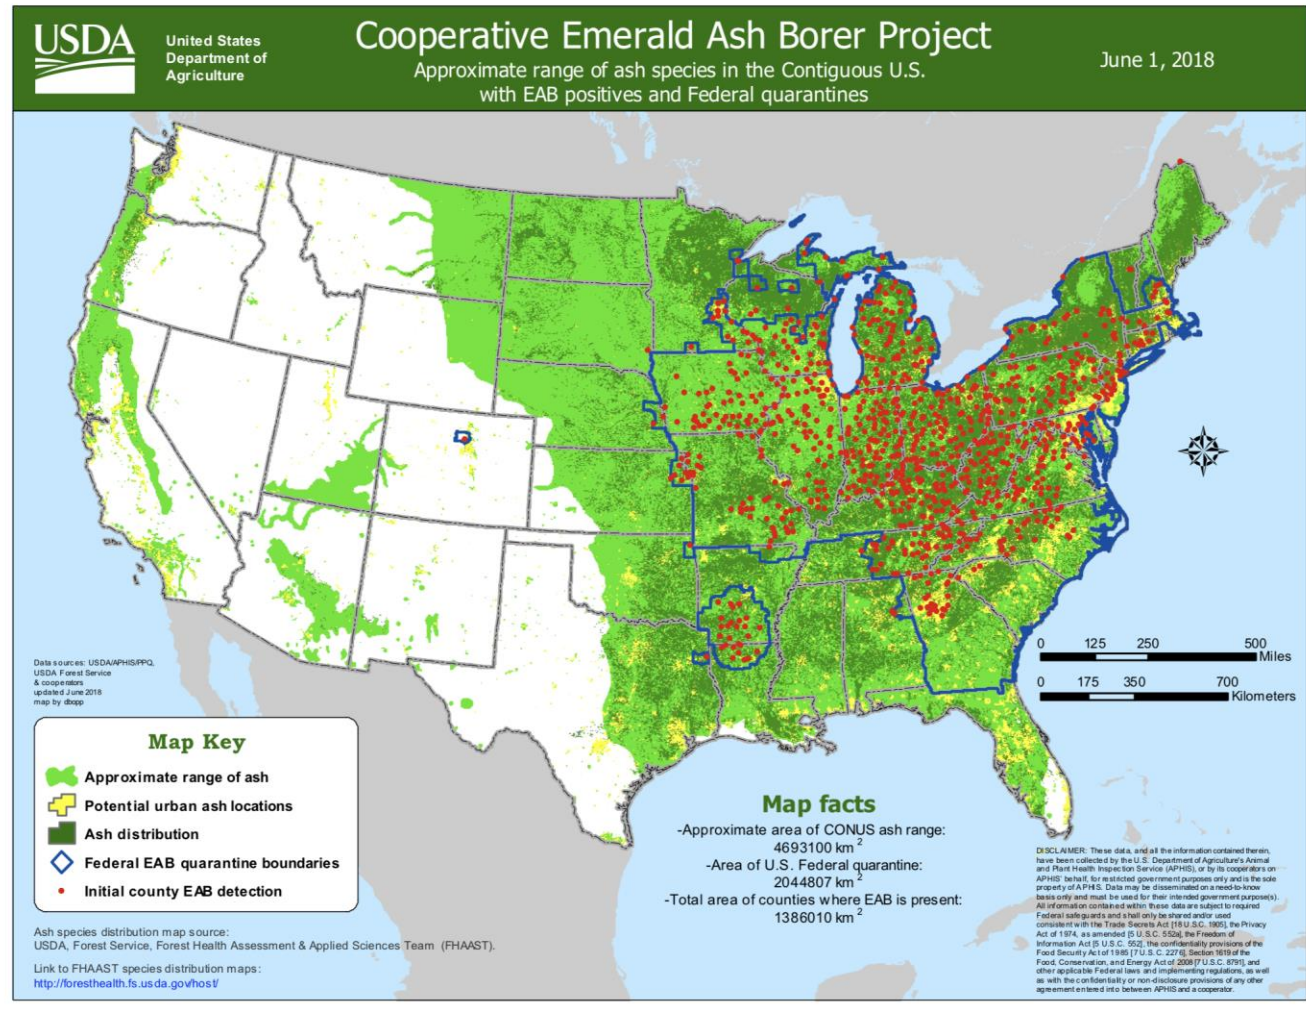 USDA
United States
Department of
Agriculture
Cooperative Emerald Ash Borer Project
Approximate range of ash species in the Contiguous U.S.
with EAB positives and Federal quarantines
June 1, 2018
0 125 250 500
Miles
0 175 350 700
Kilometers
Data sources: USDA/APHIS/PPQ,
USDA Forest Service
& cooperators
updated June 2018
map by dbopp
Map Key
Approximate range of ash
Potential urban ash locations
Ash distribution
Federal EAB quarantine boundaries
Initial county EAB detection
Ash species distribution map source:
USDA, Forest Service, Forest Health Assessment & Applied Sciences Team (FHAAST).
Link to FHAAST species distribution maps:
http://foresthealth.fs.usda.gov/host/
Map facts
-Approximate area of CONUS ash range:
4693100 km 2
-Area of U.S. Federal quarantine:
2044807 km 2
-Total area of counties where EAB is present:
1386010 km 2
DISCLAIMER: These data, and all the information contained therein,
have been collected by the U.S. Department of Agriculture's Animal
and Plant Health Inspection Service (APHIS), or by its cooperators on
APHIS' behalf, for restricted government purposes only and is the sole
property of APHIS. Data may be disseminated on a need-to-know
basis only and must be used for their intended government purpose(s).
All information contained within these data are subject to required
Federal safeguards and shall only be shared and/or used
consistent with the Trade Secrets Act [18 U.S.C. 1905], the Privacy
Act of 1974, as amended [5 U.S.C. 552a], the Freedom of
Information Act [5 U.S.C. 552], the confidentiality provisions of the
Food Security Act of 1985 [7 U.S.C. 2276], Section 1619 of the
Food, Conservation, and Energy Act of 2008 [7 U.S.C. 8791], and
other applicable Federal laws and implementing regulations, as well
as with the confidentiality or non-disclosure provisions of any other
agreement entered into between APHIS and a cooperator.